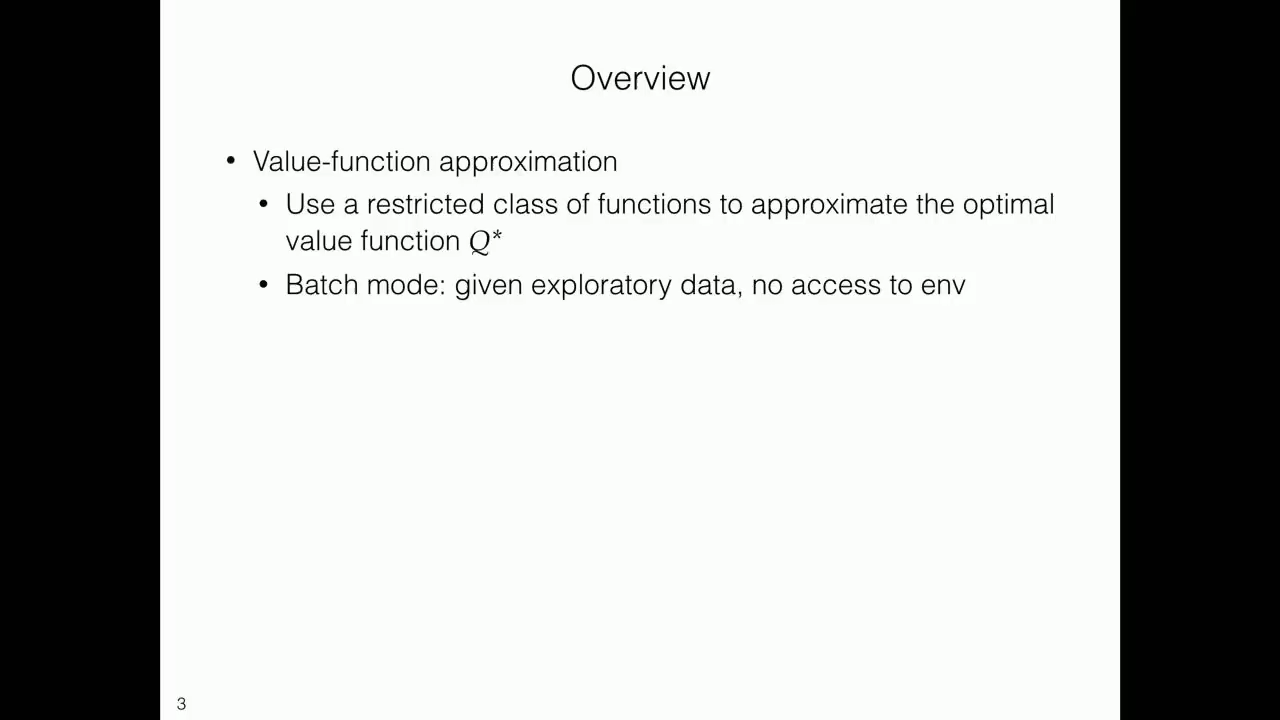 Overview
• Value-function approximation
• Use a restricted class of functions to approximate the optimal
value function Q*
• Batch mode: given exploratory data, no access to env
3